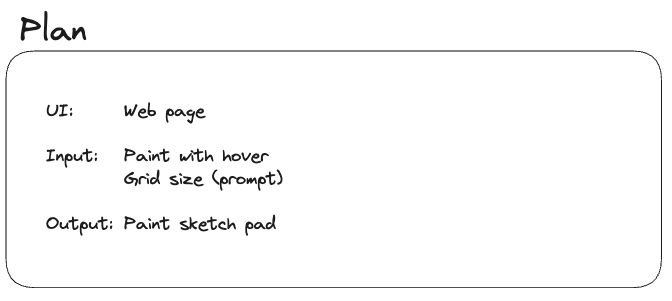 Plan
UI: Web page
Input: Paint with hover
Grid size (prompt)
Output: Paint sketch pad